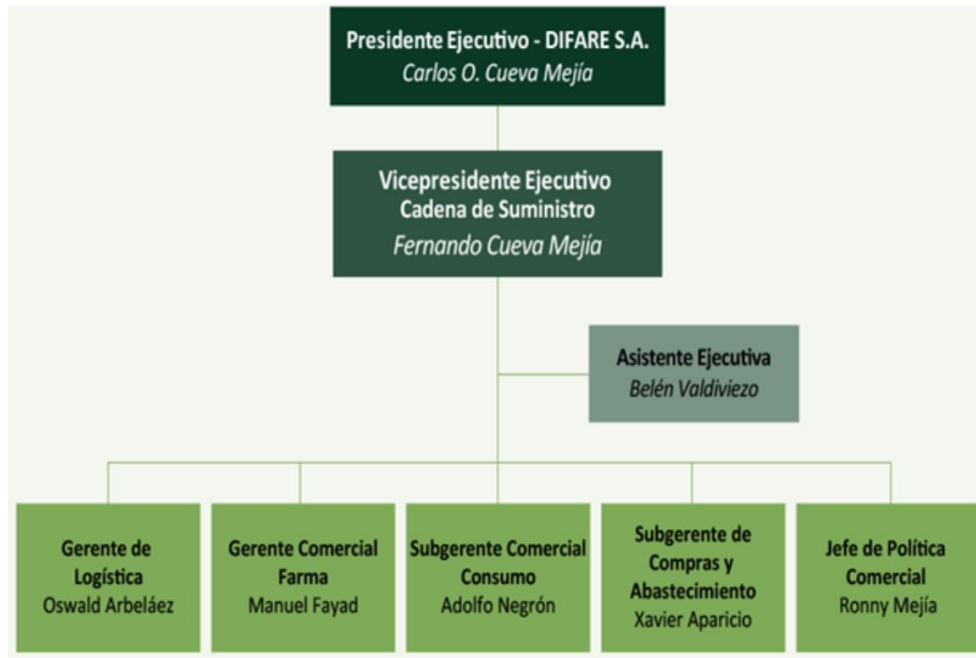 Presidente Ejecutivo - DIFARE S.A.
Carlos O. Cueva Mejía
Vicepresidente Ejecutivo
Cadena de Suministro
Fernando Cueva Mejía
Asistente Ejecutiva
Belén Valdiviezo
Gerente de
Logística
Oswald Arbeláez
Gerente Comercial
Farma
Manuel Fayad
Subgerente Comercial
Consumo
Adolfo Negrón
Subgerente de
Compras y
Abastecimiento
Xavier Aparicio
Jefe de Política
Comercial
Ronny Mejía